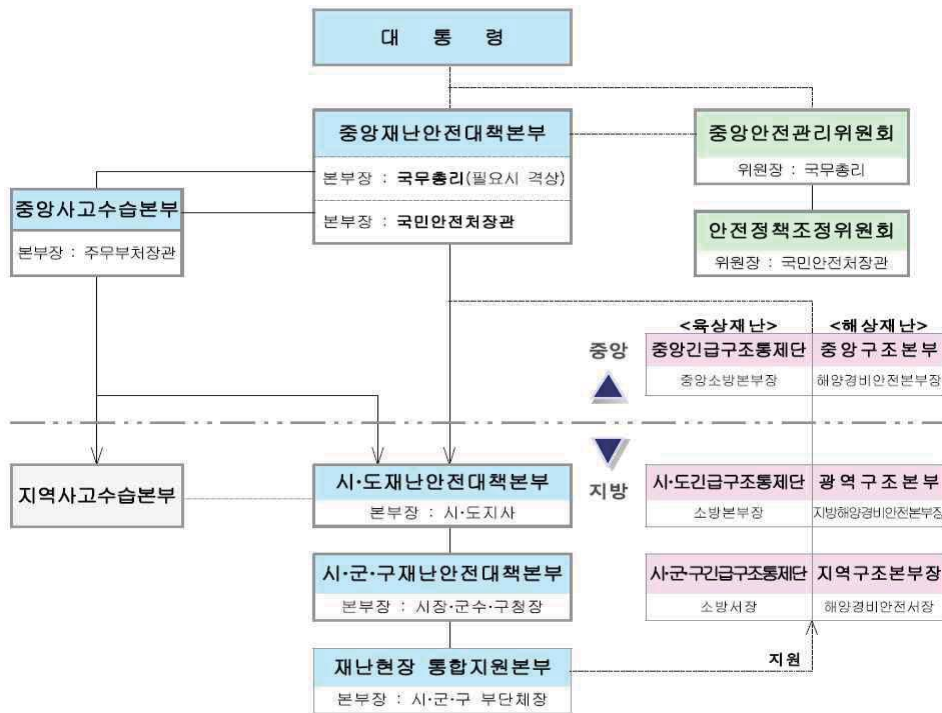 대 통 령
중앙재난안전대책본부
본부장 : 국무총리(필요시 격상)
본부장 : 국민안전처장관
중앙안전관리위원회
위원장 : 국무총리
중앙사고수습본부
본부장 : 주무부처장관
안전정책조정위원회
위원장 : 국민안전처장관
<육상재난> <해상재난>
중앙
중앙긴급구조통제단 중앙구조본부
중앙소방본부장 해양경비안전본부장
지역사고수습본부
시·도재난안전대책본부
본부장 : 시·도지사
지방
시·도긴급구조통제단 광역구조본부
소방본부장 지방해양경비안전본부장
시·군·구재난안전대책본부
본부장 : 시장·군수·구청장
시·군·구긴급구조통제단 지역구조본부장
소방서장 해양경비안전서장
재난현장 통합지원본부
본부장 : 시·군·구 부단체장
지원